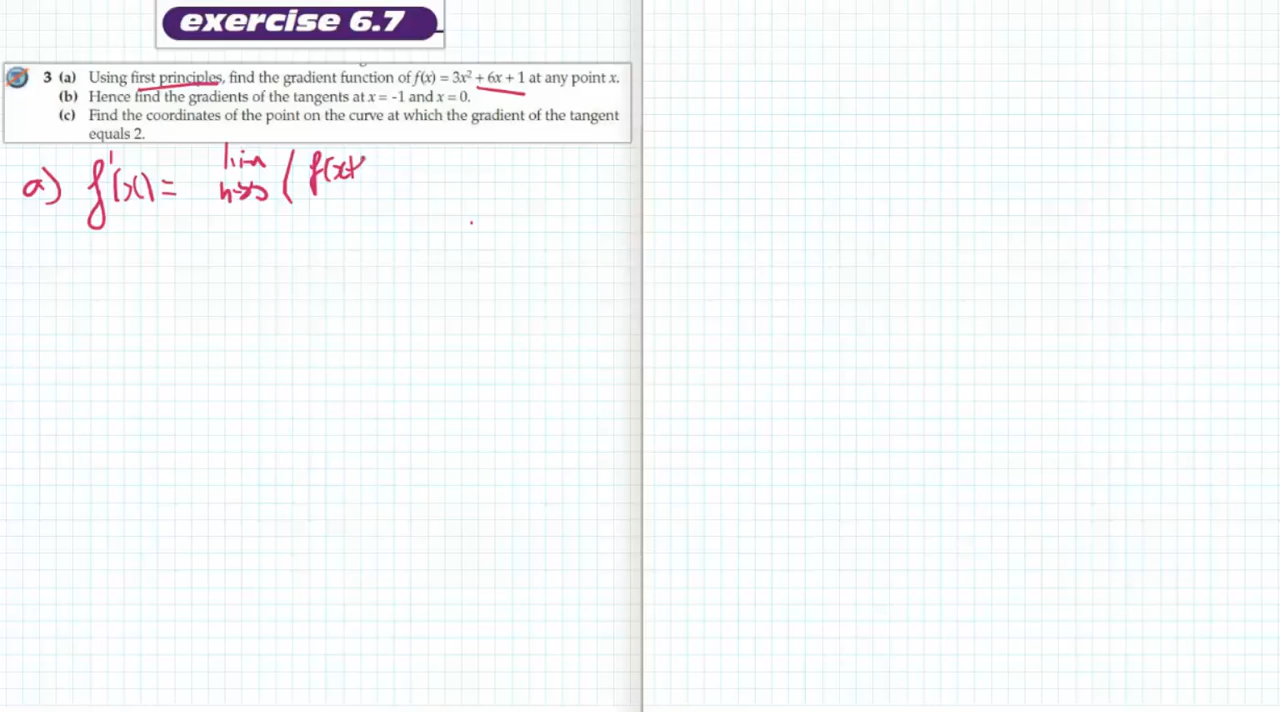 exercise 6.7
3 (a) Using first principles, find the gradient function of f(x) = 3x² + 6x + 1 at any point x.
(b) Hence find the gradients of the tangents at x = -1 and x = 0.
(c) Find the coordinates of the point on the curve at which the gradient of the tangent
equals 2.
a) f'(x) = lim h→0 ( f(x+